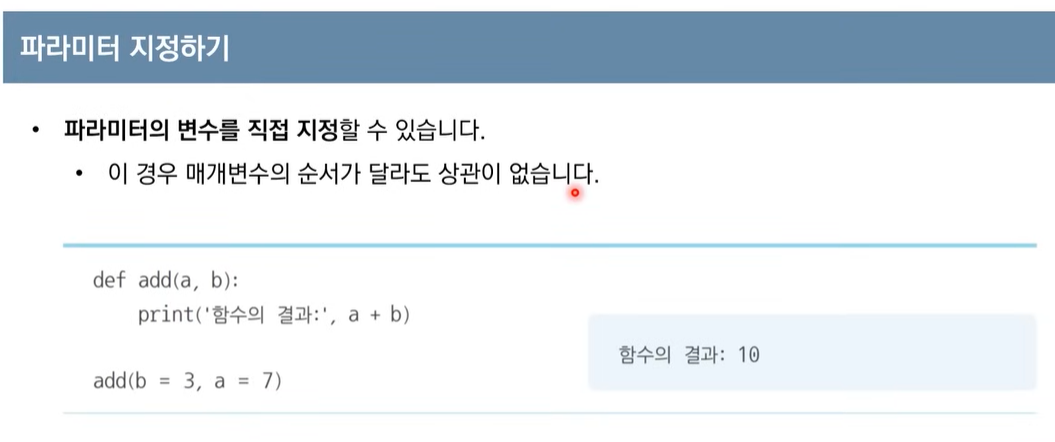 파라미터 지정하기
• 파라미터의 변수를 직접 지정할 수 있습니다.
• 이 경우 매개변수의 순서가 달라도 상관이 없습니다.
def add(a, b):
    print('함수의 결과:', a + b)
함수의 결과: 10
add(b = 3, a = 7)